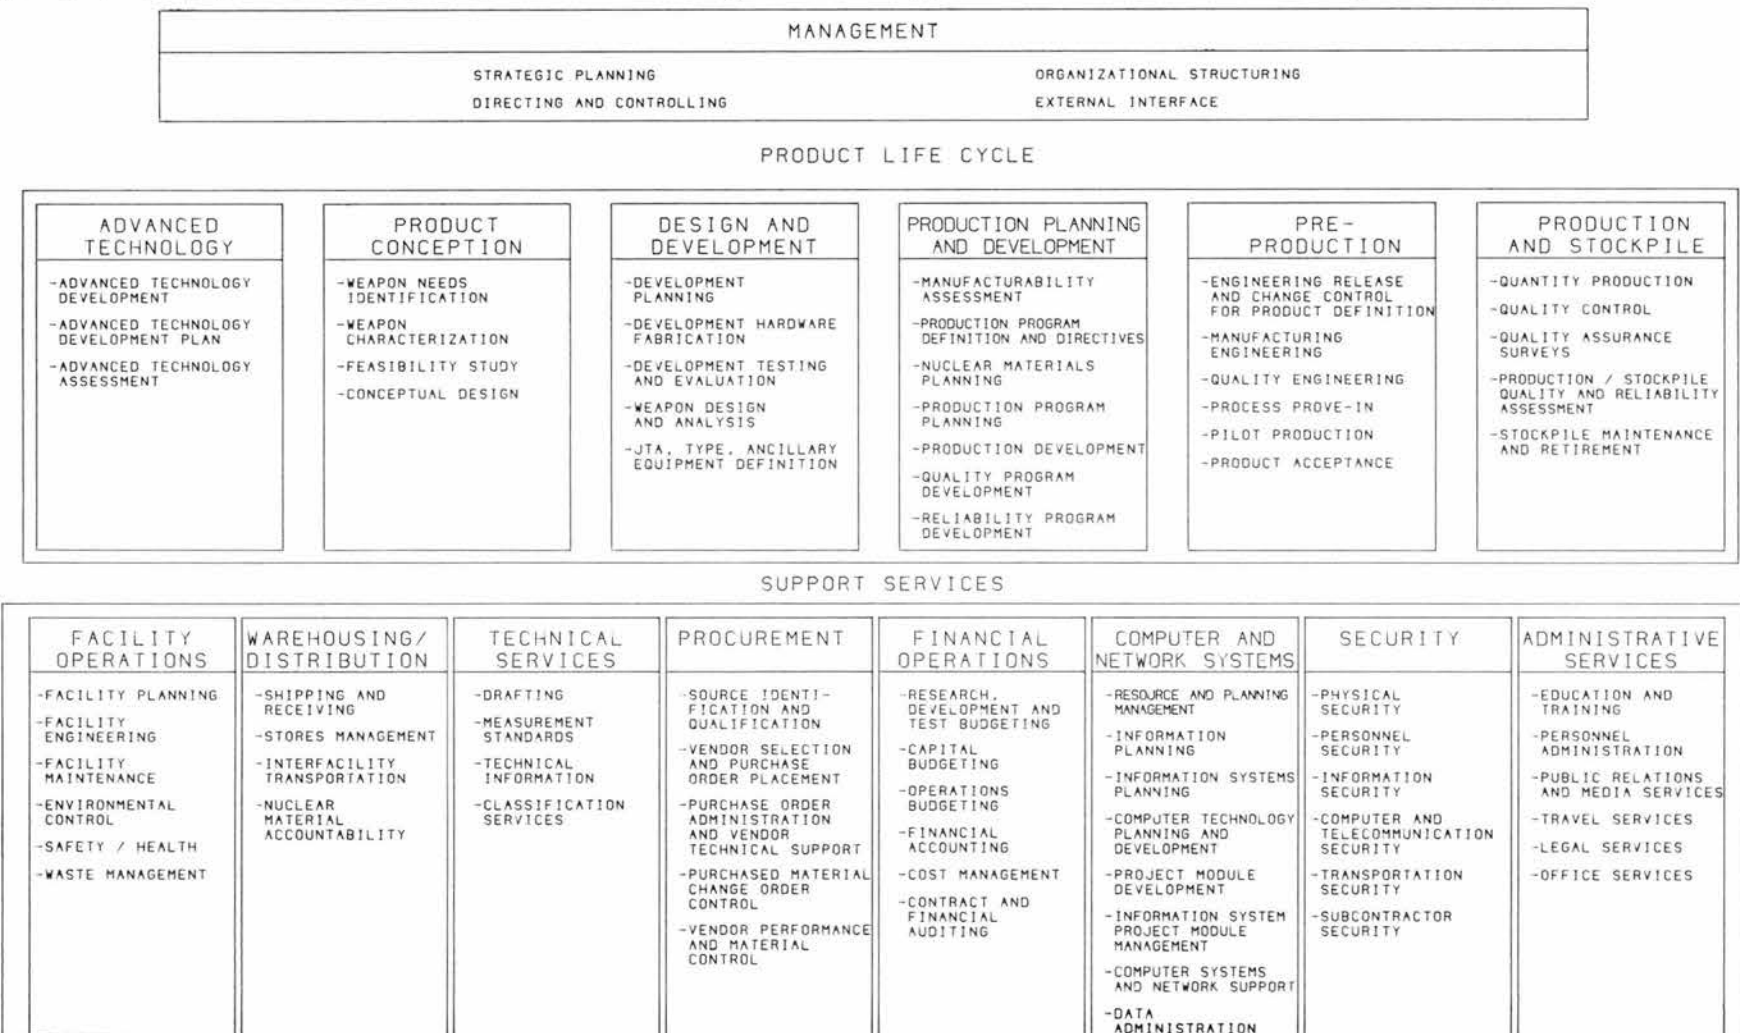 MANAGEMENT
STRATEGIC PLANNING
DIRECTING AND CONTROLLING
ORGANIZATIONAL STRUCTURING
EXTERNAL INTERFACE
PRODUCT LIFE CYCLE
ADVANCED
TECHNOLOGY
-ADVANCED TECHNOLOGY
DEVELOPMENT
-ADVANCED TECHNOLOGY
DEVELOPMENT PLAN
-ADVANCED TECHNOLOGY
ASSESSMENT
PRODUCT
CONCEPTION
-WEAPON NEEDS
IDENTIFICATION
-WEAPON
CHARACTERIZATION
-FEASIBILITY STUDY
-CONCEPTUAL DESIGN
DESIGN AND
DEVELOPMENT
-DEVELOPMENT
PLANNING
-DEVELOPMENT HARDWARE
FABRICATION
-DEVELOPMENT TESTING
AND EVALUATION
-WEAPON DESIGN
AND ANALYSIS
-JTA, TYPE, ANCILLARY
EQUIPMENT DEFINITION
PRODUCTION PLANNING
AND DEVELOPMENT
-MANUFACTURABILITY
ASSESSMENT
-PRODUCTION PROGRAM
DEFINITION AND DIRECTIVES
-NUCLEAR MATERIALS
PLANNING
-PRODUCTION PROGRAM
PLANNING
-PRODUCTION DEVELOPMENT
-QUALITY PROGRAM
DEVELOPMENT
-RELIABILITY PROGRAM
DEVELOPMENT
PRE-
PRODUCTION
-ENGINEERING RELEASE
AND CHANGE CONTROL
FOR PRODUCT DEFINITION
-MANUFACTURING
ENGINEERING
-QUALITY ENGINEERING
-PROCESS PROVE-IN
-PILOT PRODUCTION
-PRODUCT ACCEPTANCE
PRODUCTION
AND STOCKPILE
-QUANTITY PRODUCTION
-QUALITY CONTROL
-QUALITY ASSURANCE
SURVEYS
-PRODUCTION / STOCKPILE
QUALITY AND RELIABILITY
ASSESSMENT
-STOCKPILE MAINTENANCE
AND RETIREMENT
SUPPORT SERVICES
FACILITY
OPERATIONS
-FACILITY PLANNING
-FACILITY
ENGINEERING
-FACILITY
MAINTENANCE
-ENVIRONMENTAL
CONTROL
-SAFETY / HEALTH
-WASTE MANAGEMENT
WAREHOUSING/
DISTRIBUTION
-SHIPPING AND
RECEIVING
-STORES MANAGEMENT
-INTERFACILITY
TRANSPORTATION
-NUCLEAR
MATERIAL
ACCOUNTABILITY
TECHNICAL
SERVICES
-DRAFTING
-MEASUREMENT
STANDARDS
-TECHNICAL
INFORMATION
-CLASSIFICATION
SERVICES
PROCUREMENT
-SOURCE IDENTI-
FICATION AND
QUALIFICATION
-VENDOR SELECTION
AND PURCHASE
ORDER PLACEMENT
-PURCHASE ORDER
ADMINISTRATION
AND VENDOR
TECHNICAL SUPPORT
-PURCHASED MATERIAL
CHANGE ORDER
CONTROL
-VENDOR PERFORMANCE
AND MATERIAL
CONTROL
FINANCIAL
OPERATIONS
-RESEARCH,
DEVELOPMENT AND
TEST BUDGETING
-CAPITAL
BUDGETING
-OPERATIONS
BUDGETING
-FINANCIAL
ACCOUNTING
-COST MANAGEMENT
-CONTRACT AND
FINANCIAL
AUDITING
COMPUTER AND
NETWORK SYSTEMS
-RESOURCE AND PLANNING
MANAGEMENT
-INFORMATION
PLANNING
-INFORMATION SYSTEMS
PLANNING
-COMPUTER TECHNOLOGY
PLANNING AND
DEVELOPMENT
-PROJECT MODULE
DEVELOPMENT
-INFORMATION SYSTEM
PROJECT MODULE
MANAGEMENT
-COMPUTER SYSTEMS
AND NETWORK SUPPORT
-DATA
ADMINISTRATION
SECURITY
-PHYSICAL
SECURITY
-PERSONNEL
SECURITY
-INFORMATION
SECURITY
-COMPUTER AND
TELECOMMUNICATION
SECURITY
-TRANSPORTATION
SECURITY
-SUBCONTRACTOR
SECURITY
ADMINISTRATIVE
SERVICES
-EDUCATION AND
TRAINING
-PERSONNEL
ADMINISTRATION
-PUBLIC RELATIONS
AND MEDIA SERVICES
-TRAVEL SERVICES
-LEGAL SERVICES
-OFFICE SERVICES